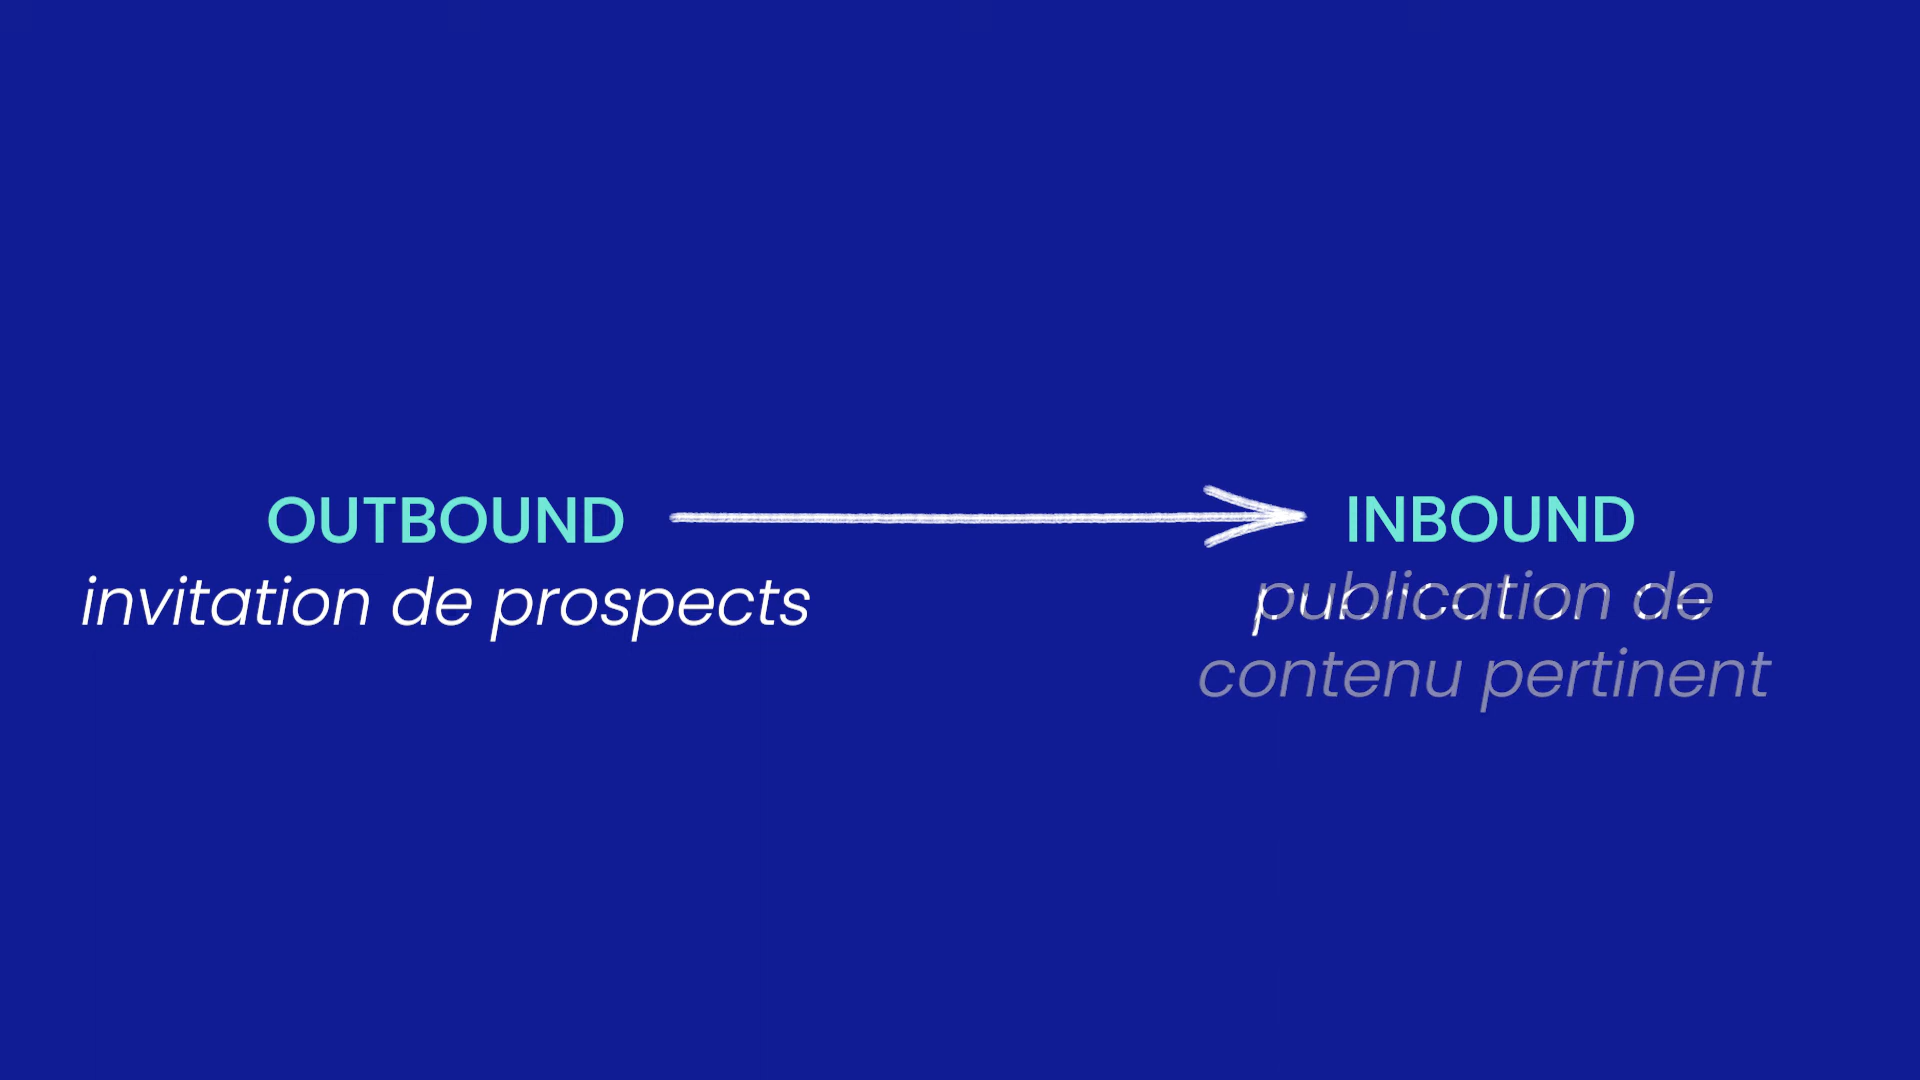 OUTBOUND
invitation de prospects
INBOUND
publication de
contenu pertinent